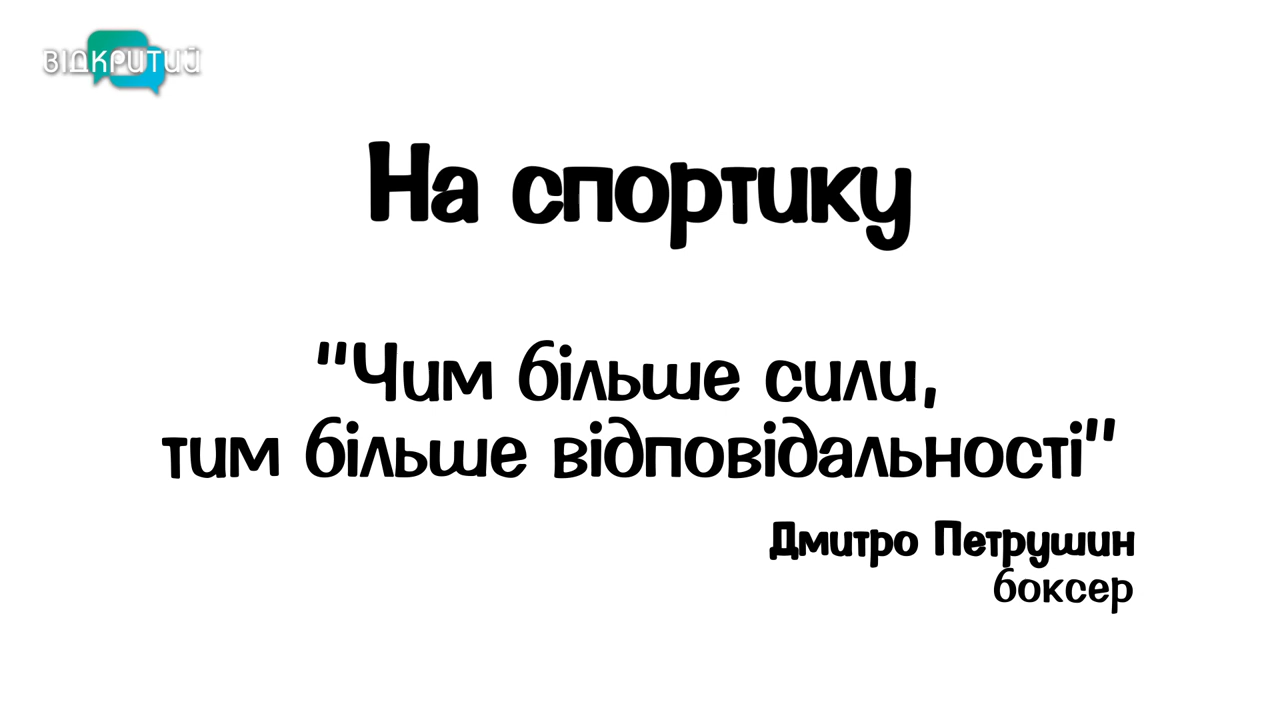 ВІДКРИТИЙ
На спортику
"Чим більше сили,
тим більше відповідальності"
Дмитро Петрушин
боксер